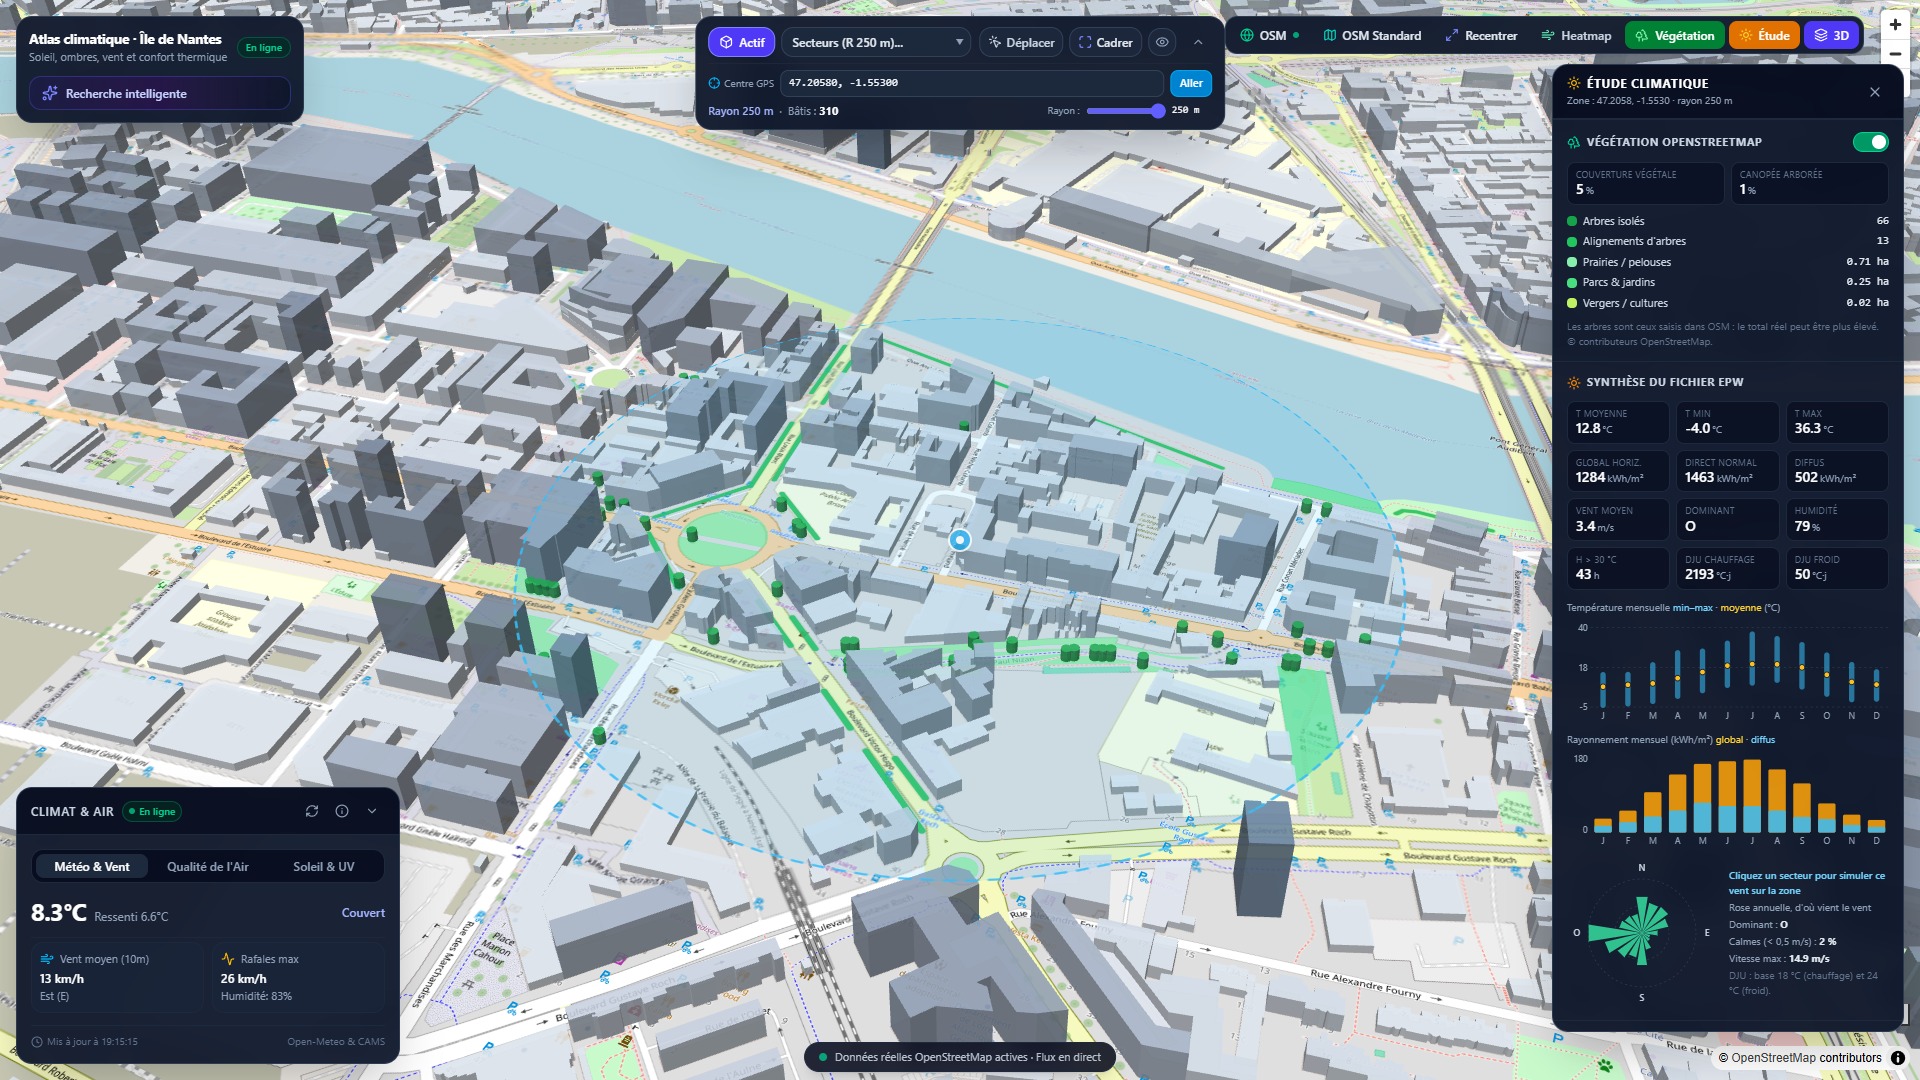 Atlas climatique · Île de Nantes
Soleil, ombres, vent et confort thermique
En ligne
Recherche intelligente
Actif
Secteurs (R 250 m)...
Déplacer
Cadrer
Centre GPS
47.20580, -1.55300
Aller
Rayon 250 m · Bâtis : 310
Rayon :
250 m
OSM
OSM Standard
Recentrer
Heatmap
Végétation
Étude
3D
ÉTUDE CLIMATIQUE
Zone : 47.2058, -1.5530 · rayon 250 m
VÉGÉTATION OPENSTREETMAP
COUVERTURE VÉGÉTALE
5 %
CANOPÉE ARBORÉE
1 %
Arbres isolés 66
Alignements d'arbres 13
Prairies / pelouses 0.71 ha
Parcs & jardins 0.25 ha
Vergers / cultures 0.02 ha
Les arbres sont ceux saisis dans OSM : le total réel peut être plus élevé.
© contributeurs OpenStreetMap.
SYNTHÈSE DU FICHIER EPW
T MOYENNE
12.8 °C
T MIN
-4.0 °C
T MAX
36.3 °C
GLOBAL HORIZ.
1284 kWh/m²
DIRECT NORMAL
1463 kWh/m²
DIFFUS
502 kWh/m²
VENT MOYEN
3.4 m/s
DOMINANT
O
HUMIDITÉ
79 %
H > 30 °C
43 h
DJU CHAUFFAGE
2193 °C·j
DJU FROID
50 °C·j
Température mensuelle min–max · moyenne (°C)
40
18
-5
J F M A M J J A S O N D
Rayonnement mensuel (kWh/m²) global · diffus
180
0
J F M A M J J A S O N D
N
O
E
S
Cliquez un secteur pour simuler ce
vent sur la zone
Rose annuelle, d'où vient le vent
Dominant : O
Calmes (< 0,5 m/s) : 2 %
Vitesse max : 14.9 m/s
DJU : base 18 °C (chauffage) et 24
°C (froid).
CLIMAT & AIR
En ligne
Météo & Vent
Qualité de l'Air
Soleil & UV
8.3°C Ressenti 6.6°C
Couvert
Vent moyen (10m)
13 km/h
Est (E)
Rafales max
26 km/h
Humidité: 83%
Mis à jour à 19:15:15
Open-Meteo & CAMS
Données réelles OpenStreetMap actives · Flux en direct
© OpenStreetMap contributors
Boulevard de l'Estuaire
Boulevard de l'Estuaire
Boulevard Victor Hugo
Boulevard Gustave Roch
Boulevard Gustave Roch
Rue Alexandre Fourny
Place
Marion
Cahour
Rue des Marchandises